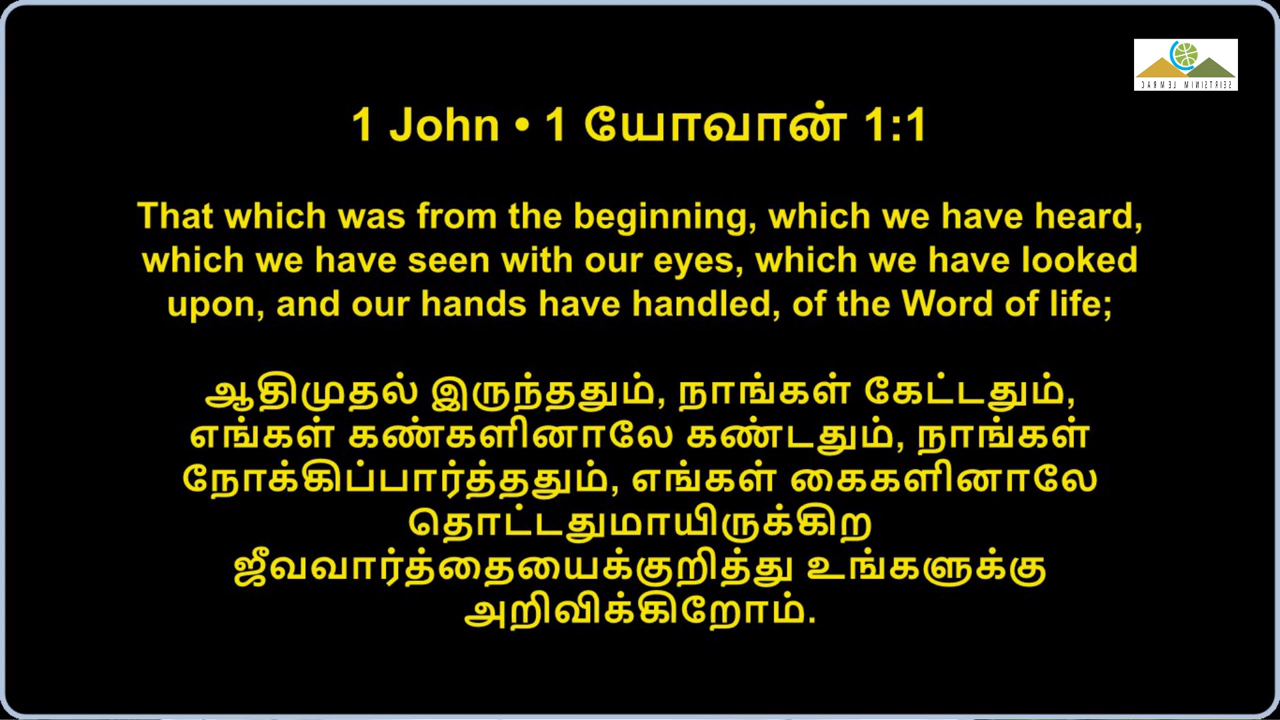 CARMEL MINISTRIES
1 John • 1 யோவான் 1:1
That which was from the beginning, which we have heard,
which we have seen with our eyes, which we have looked
upon, and our hands have handled, of the Word of life;
ஆதிமுதல் இருந்ததும், நாங்கள் கேட்டதும்,
எங்கள் கண்களினாலே கண்டதும், நாங்கள்
நோக்கிப்பார்த்ததும், எங்கள் கைகளினாலே
தொட்டதுமாயிருக்கிற
ஜீவவார்த்தையைக்குறித்து உங்களுக்கு
அறிவிக்கிறோம்.